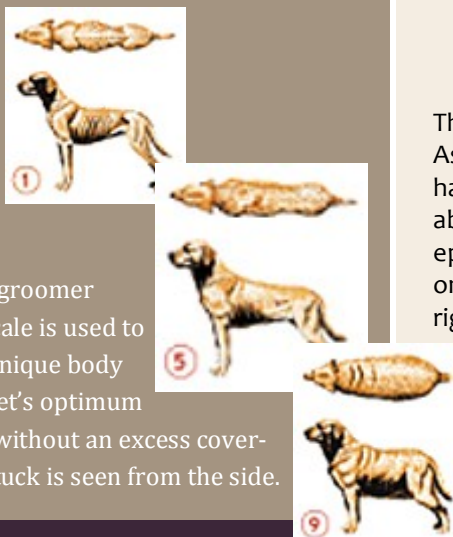 1
5
groomer
ale is used to
nique body
et's optimum
without an excess cover-
tuck is seen from the side.
9
Th
As
ha
ab
ep
or
rig